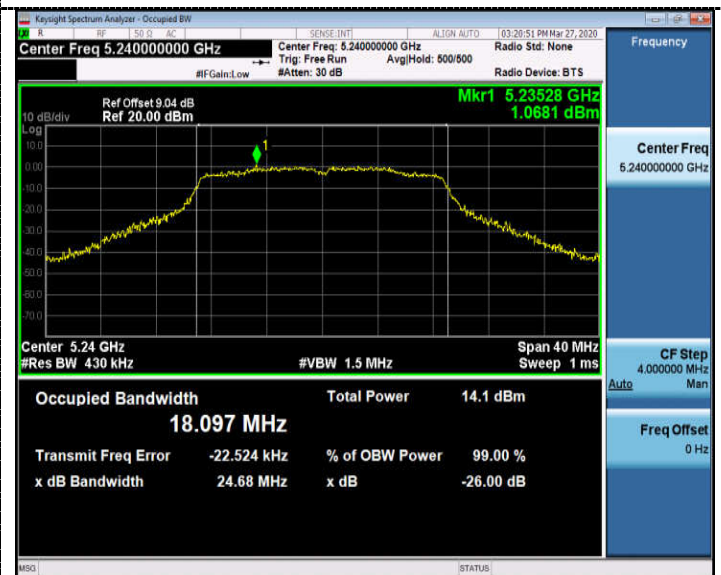 Keysight Spectrum Analyzer - Occupied BW
R RF 50 Ω AC SENSE:INT ALIGN AUTO 03:20:51 PM Mar 27, 2020
Center Freq 5.240000000 GHz
Center Freq: 5.240000000 GHz
Radio Std: None
Trig: Free Run Avg|Hold: 500/500
#IFGain:Low
#Atten: 30 dB
Radio Device: BTS
Frequency
Mkr1 5.23528 GHz
1.0681 dBm
Ref Offset 9.04 dB
10 dB/div Ref 20.00 dBm
Log
1
10.0
0.00
-10.0
-20.0
-30.0
-40.0
-50.0
-60.0
-70.0
Center 5.24 GHz
Span 40 MHz
#Res BW 430 kHz
#VBW 1.5 MHz
Sweep 1 ms
Occupied Bandwidth
18.097 MHz
Total Power 14.1 dBm
Transmit Freq Error -22.524 kHz
% of OBW Power 99.00 %
x dB Bandwidth 24.68 MHz
x dB -26.00 dB
Center Freq
5.240000000 GHz
CF Step
4.000000 MHz
Auto Man
Freq Offset
0 Hz
MSG
STATUS